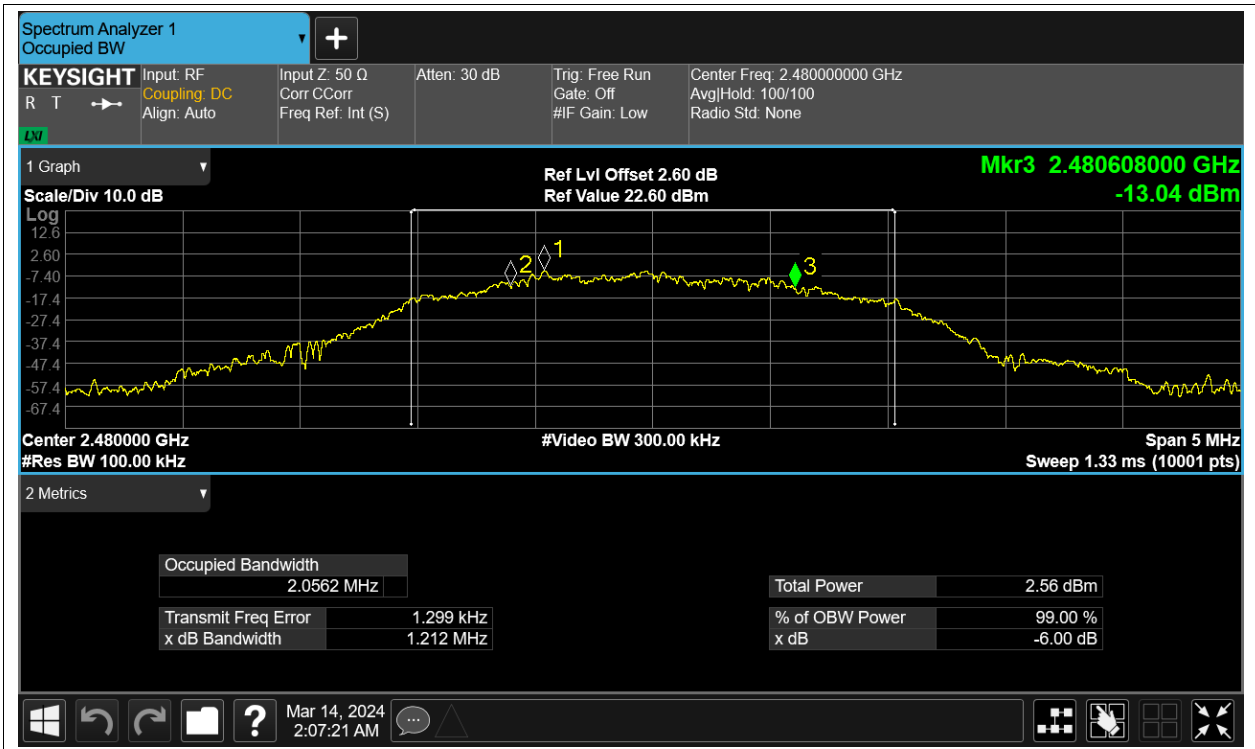 Spectrum Analyzer 1
Occupied BW
KEYSIGHT
R T
LXI
Input: RF
Coupling: DC
Align: Auto
Input Z: 50 Ω
Corr CCorr
Freq Ref: Int (S)
Atten: 30 dB
Trig: Free Run
Gate: Off
#IF Gain: Low
Center Freq: 2.480000000 GHz
Avg|Hold: 100/100
Radio Std: None
1 Graph
Scale/Div 10.0 dB
Ref Lvl Offset 2.60 dB
Ref Value 22.60 dBm
Mkr3 2.480608000 GHz
-13.04 dBm
Log
12.6
2.60
-7.40
-17.4
-27.4
-37.4
-47.4
-57.4
-67.4
2
1
3
Center 2.480000 GHz
#Res BW 100.00 kHz
#Video BW 300.00 kHz
Span 5 MHz
Sweep 1.33 ms (10001 pts)
2 Metrics
Occupied Bandwidth
2.0562 MHz
Transmit Freq Error 1.299 kHz
x dB Bandwidth 1.212 MHz
Total Power 2.56 dBm
% of OBW Power 99.00 %
x dB -6.00 dB
?
Mar 14, 2024
2:07:21 AM